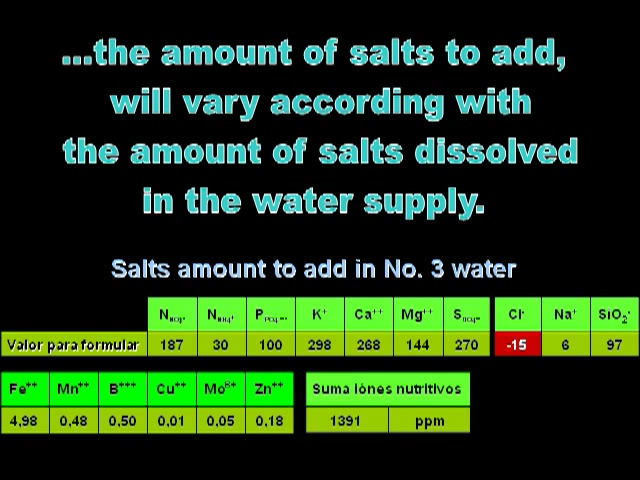 ...the amount of salts to add,
will vary according with
the amount of salts dissolved
in the water supply.
Salts amount to add in No. 3 water
N NO₃⁻ N NH₄⁺ P PO₄ K⁺ Ca⁺⁺ Mg⁺⁺ S Cl⁻ Na⁺ SiO₂⁻
Valor para formular 187 30 100 298 268 144 270 -15 6 97
Fe⁺⁺ Mn⁺⁺ B⁺⁺⁺ Cu⁺⁺ Mo⁶⁺ Zn⁺⁺ Suma iónes nutritivos
4,98 0,48 0,50 0,01 0,05 0,18 1391 ppm